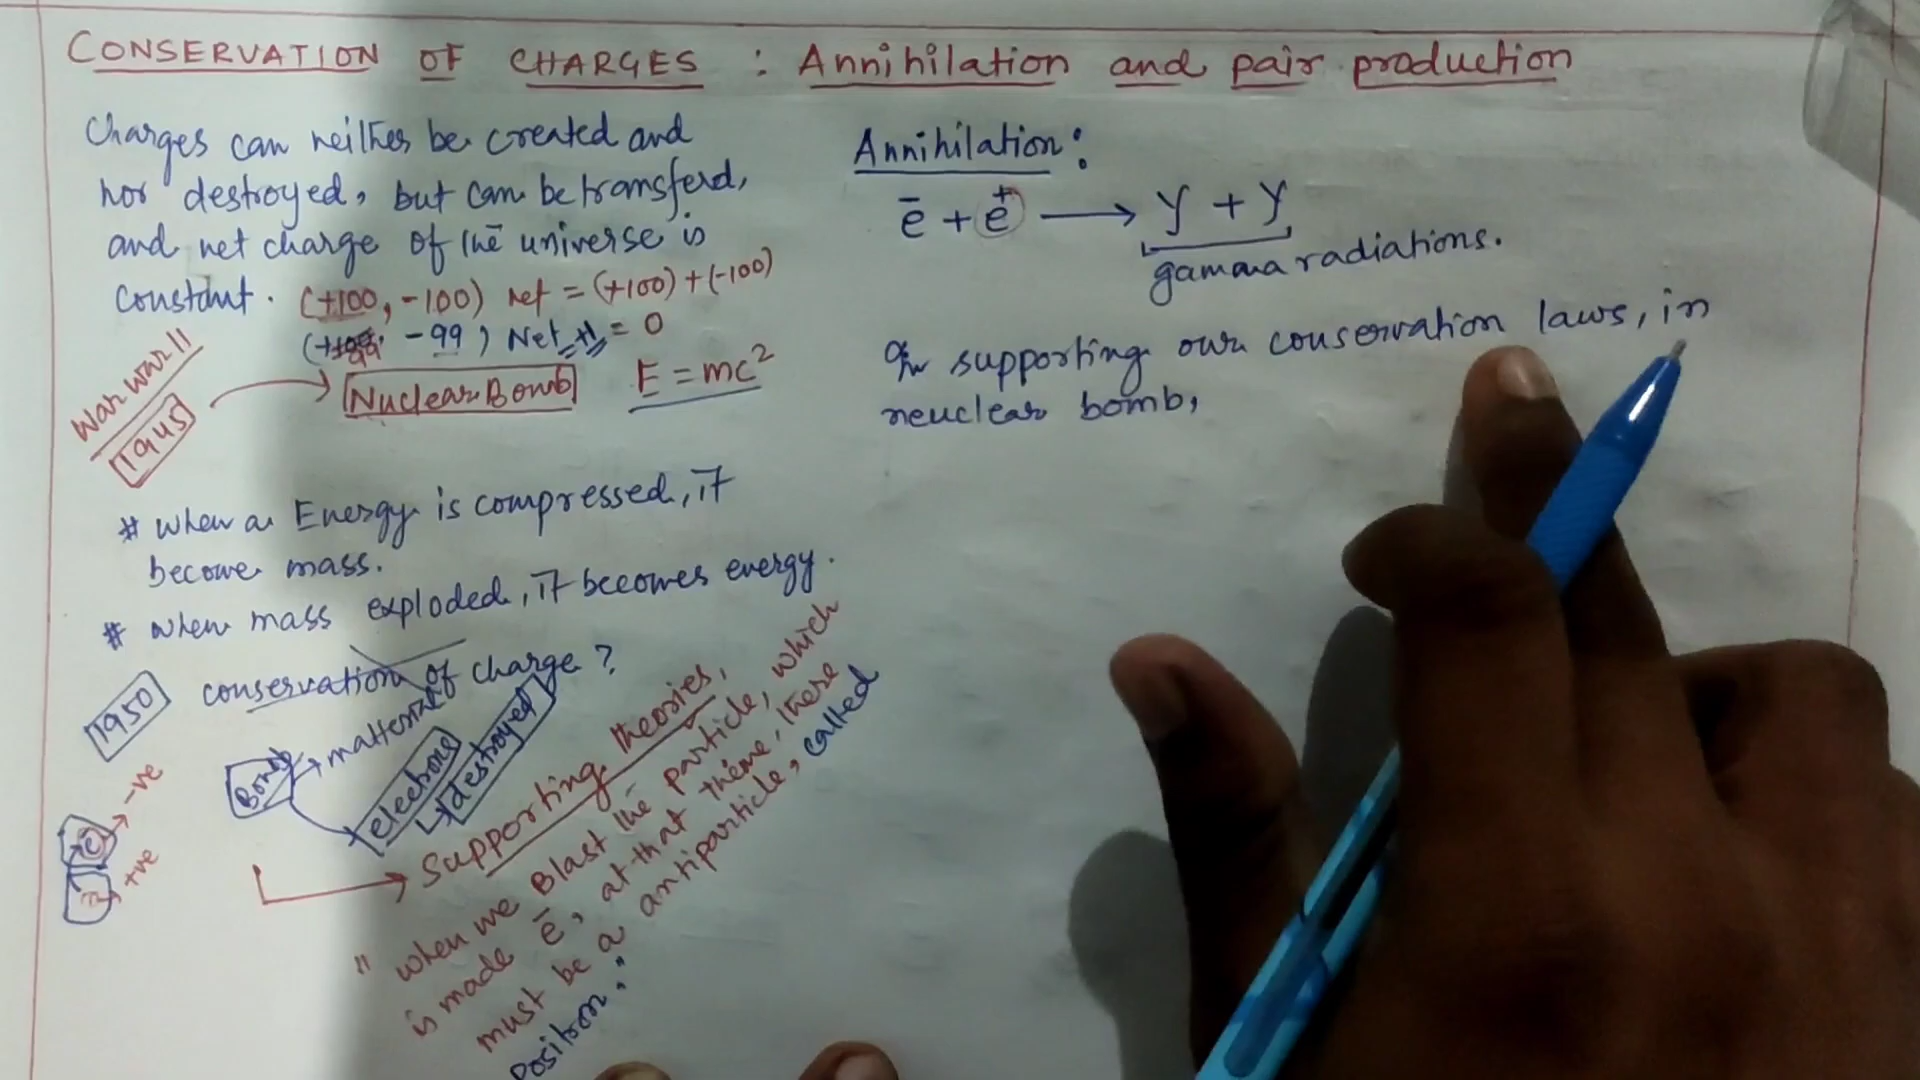 CONSERVATION OF CHARGES : Annihilation and pair production
Charges can neither be created and
nor destroyed, but can be transferd,
and net charge of the universe is
constant. (+100, -100) net = (+100) + (-100)
-99) Net +1 = 0
War War II
1945
Nuclear Bomb
E = mc²
# when a Energy is compressed, it
become mass.
# when mass exploded, it becomes energy.
1950
conservation of charge?
Bomb
matterial
electrons
destroyed
-ve
e
+ve
Supporting theories,
" when we Blast the particle, which
is made ē, at that theme, there
must be a antiparticle, called
Positron."
Annihilation:
ē + e⁺ ⟶ γ + γ
gamma radiations.
supporting our conservation laws, in
neuclear bomb,